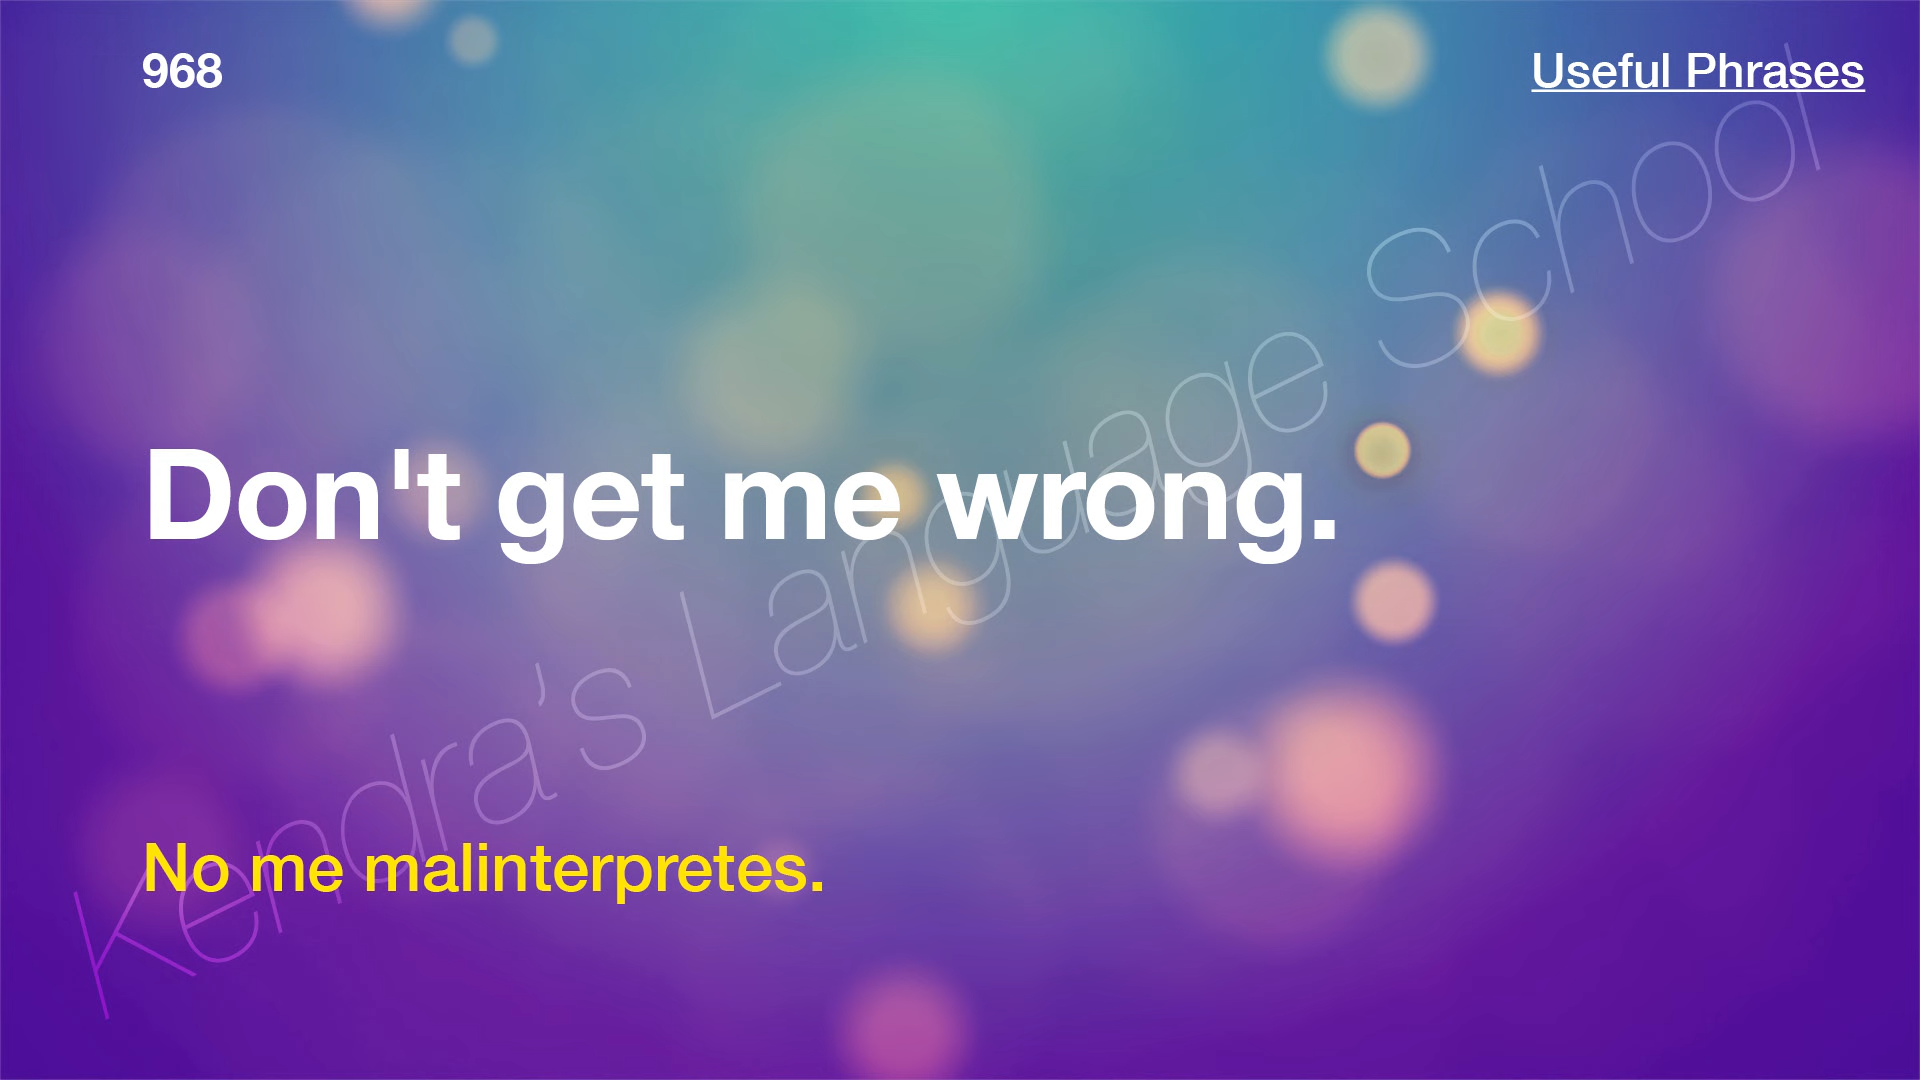 968
Useful Phrases
Don't get me wrong.
No me malinterpretes.
Kendra’s Language School